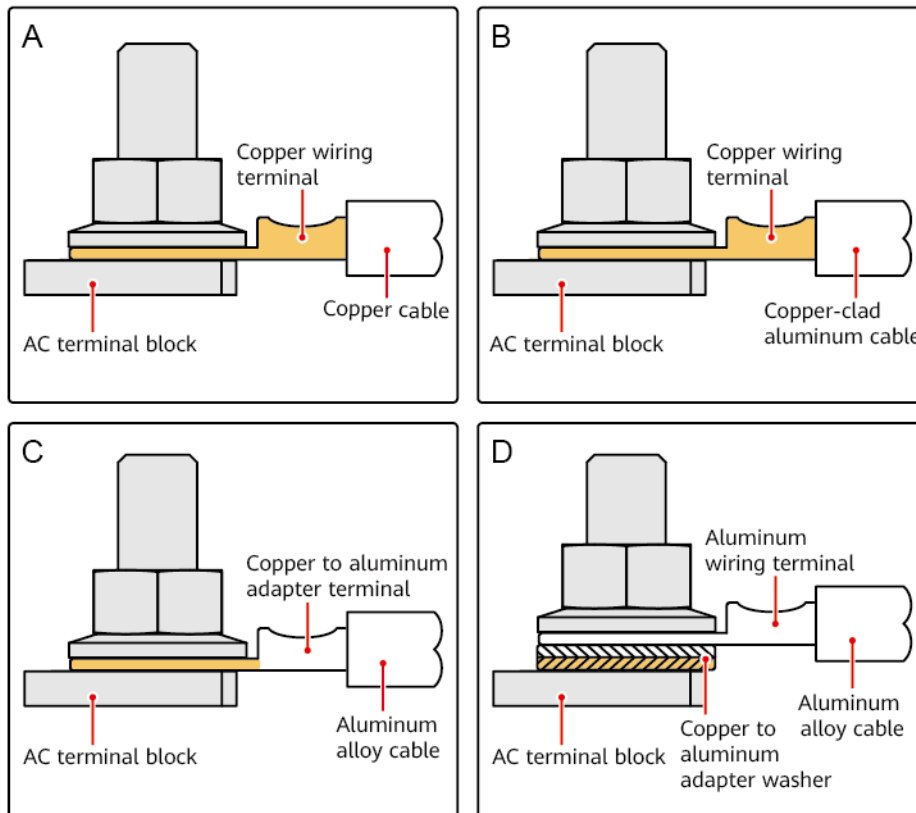 A
Copper wiring
terminal
Copper cable
AC terminal block
B
Copper wiring
terminal
Copper-clad
aluminum cable
AC terminal block
C
Copper to aluminum
adapter terminal
Aluminum
alloy cable
AC terminal block
D
Aluminum
wiring terminal
Aluminum
alloy cable
Copper to
aluminum
adapter washer
AC terminal block